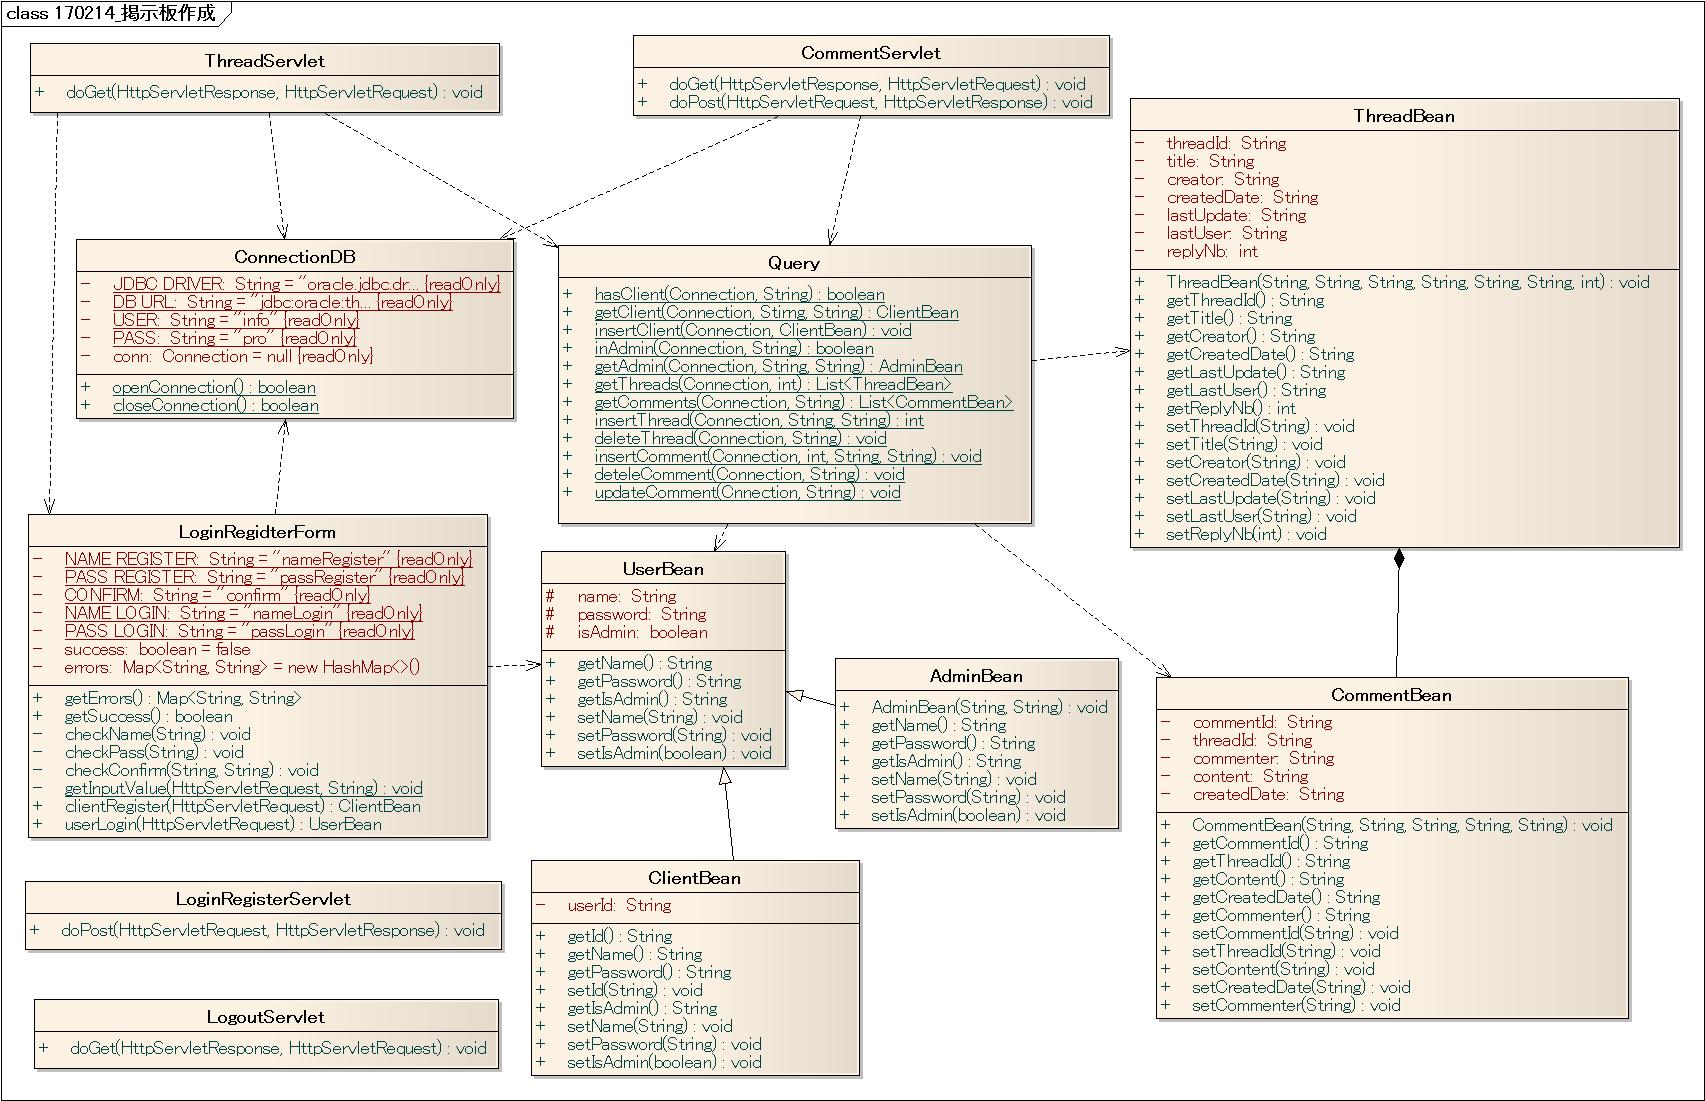 class 170214_掲示板作成
ThreadServlet
+ doGet(HttpServletResponse, HttpServletRequest) : void
CommentServlet
+ doGet(HttpServletResponse, HttpServletRequest) : void
+ doPost(HttpServletRequest, HttpServletResponse) : void
ThreadBean
- threadId: String
- title: String
- creator: String
- createdDate: String
- lastUpdate: String
- lastUser: String
- replyNb: int
+ ThreadBean(String, String, String, String, String, String, int) : void
+ getThreadId() : String
+ getTitle() : String
+ getCreator() : String
+ getCreatedDate() : String
+ getLastUpdate() : String
+ getLastUser() : String
+ getReplyNb() : int
+ setThreadId(String) : void
+ setTitle(String) : void
+ setCreator(String) : void
+ setCreatedDate(String) : void
+ setLastUpdate(String) : void
+ setLastUser(String) : void
+ setReplyNb(int) : void
ConnectionDB
- JDBC DRIVER: String = "oracle.jdbc.dr... {readOnly}
- DB URL: String = "jdbc:oracle:th... {readOnly}
- USER: String = "info" {readOnly}
- PASS: String = "pro" {readOnly}
- conn: Connection = null {readOnly}
+ openConnection() : boolean
+ closeConnection() : boolean
Query
+ hasClient(Connection, String) : boolean
+ getClient(Connection, Stirng, String) : ClientBean
+ insertClient(Connection, ClientBean) : void
+ inAdmin(Connection, String) : boolean
+ getAdmin(Connection, String, String) : AdminBean
+ getThreads(Connection, int) : List<ThreadBean>
+ getComments(Connection, String) : List<CommentBean>
+ insertThread(Connection, String, String) : int
+ deleteThread(Connection, String) : void
+ insertComment(Connection, int, String, String) : void
+ deteleComment(Connection, String) : void
+ updateComment(Cnnection, String) : void
LoginRegidterForm
- NAME REGISTER: String = "nameRegister" {readOnly}
- PASS REGISTER: String = "passRegister" {readOnly}
- CONFIRM: String = "confirm" {readOnly}
- NAME LOGIN: String = "nameLogin" {readOnly}
- PASS LOGIN: String = "passLogin" {readOnly}
- success: boolean = false
- errors: Map<String, String> = new HashMap<>()
+ getErrors() : Map<String, String>
+ getSuccess() : boolean
- checkName(String) : void
- checkPass(String) : void
- checkConfirm(String, String) : void
- getInputValue(HttpServletRequest, String) : void
+ clientRegister(HttpServletRequest) : ClientBean
+ userLogin(HttpServletRequest) : UserBean
UserBean
# name: String
# password: String
# isAdmin: boolean
+ getName() : String
+ getPassword() : String
+ getIsAdmin() : String
+ setName(String) : void
+ setPassword(String) : void
+ setIsAdmin(boolean) : void
AdminBean
+ AdminBean(String, String) : void
+ getName() : String
+ getPassword() : String
+ getIsAdmin() : String
+ setName(String) : void
+ setPassword(String) : void
+ setIsAdmin(boolean) : void
CommentBean
- commentId: String
- threadId: String
- commenter: String
- content: String
- createdDate: String
+ CommentBean(String, String, String, String, String) : void
+ getCommentId() : String
+ getThreadId() : String
+ getContent() : String
+ getCreatedDate() : String
+ getCommenter() : String
+ setCommentId(String) : void
+ setThreadId(String) : void
+ setContent(String) : void
+ setCreatedDate(String) : void
+ setCommenter(String) : void
LoginRegisterServlet
+ doPost(HttpServletRequest, HttpServletResponse) : void
ClientBean
- userId: String
+ getId() : String
+ getName() : String
+ getPassword() : String
+ setId(String) : void
+ getIsAdmin() : String
+ setName(String) : void
+ setPassword(String) : void
+ setIsAdmin(boolean) : void
LogoutServlet
+ doGet(HttpServletResponse, HttpServletRequest) : void